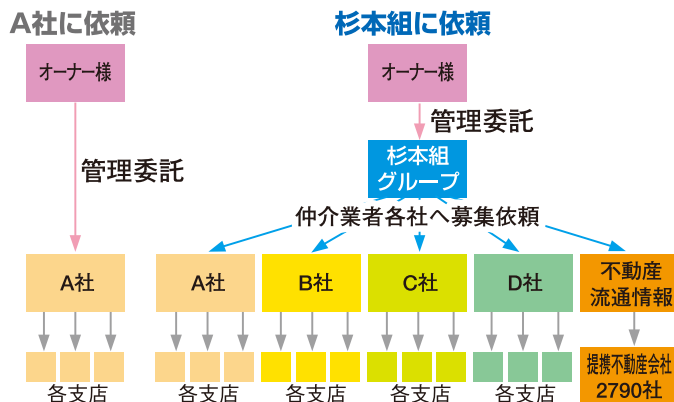 A社に依頼
オーナー様
管理委託
A社
各支店
杉本組に依頼
オーナー様
管理委託
杉本組
グループ
仲介業者各社へ募集依頼
A社
B社
C社
D社
不動産
流通情報
各支店
各支店
各支店
各支店
提携不動産会社
2790社